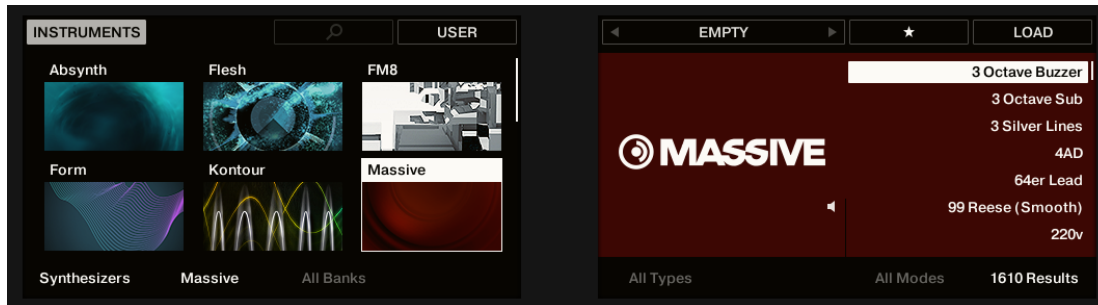 INSTRUMENTS
USER
Absynth
Flesh
FM8
Form
Kontour
Massive
Synthesizers
Massive
All Banks
EMPTY
LOAD
MASSIVE
3 Octave Buzzer
3 Octave Sub
3 Silver Lines
4AD
64er Lead
99 Reese (Smooth)
220v
All Types
All Modes
1610 Results